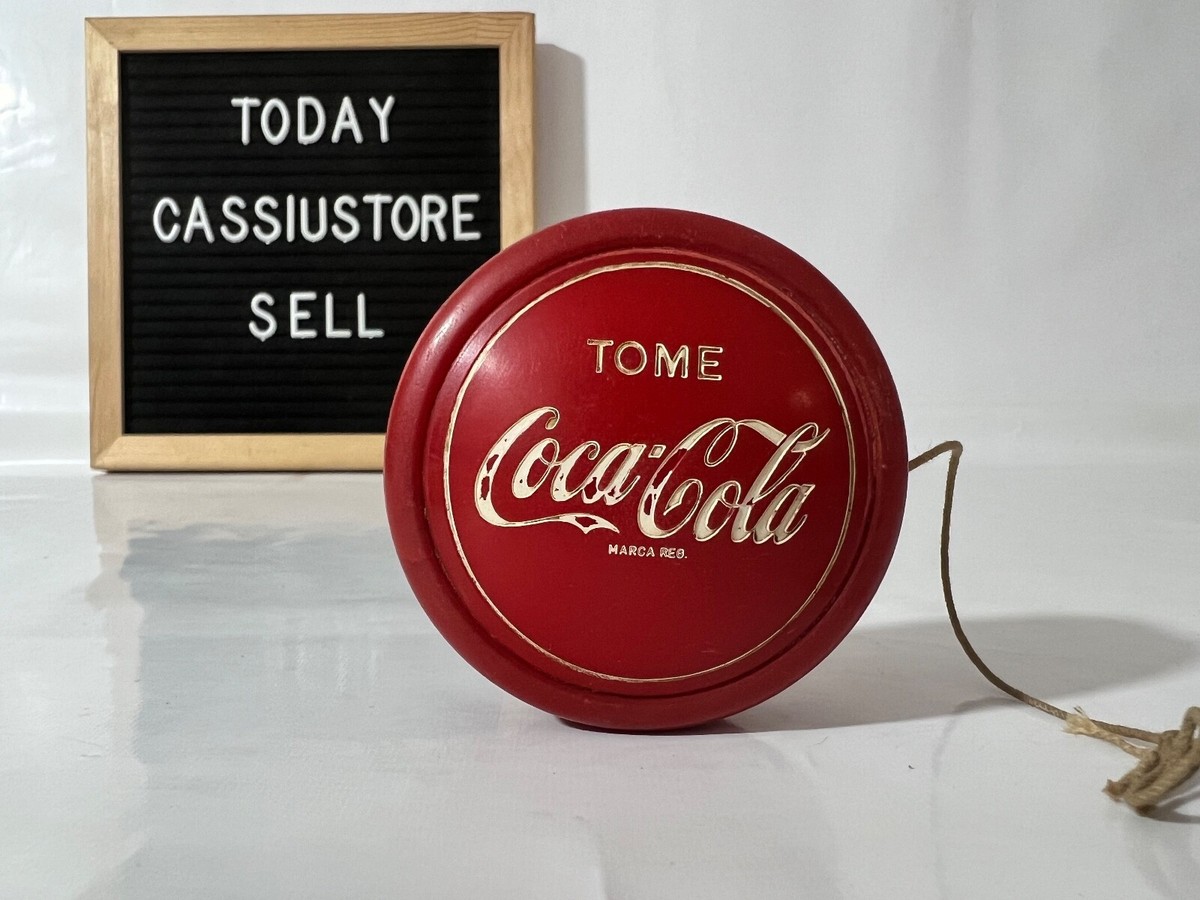 TODAY
CASSIUSTORE
SELL
TOME
Coca-Cola
MARCA REG.